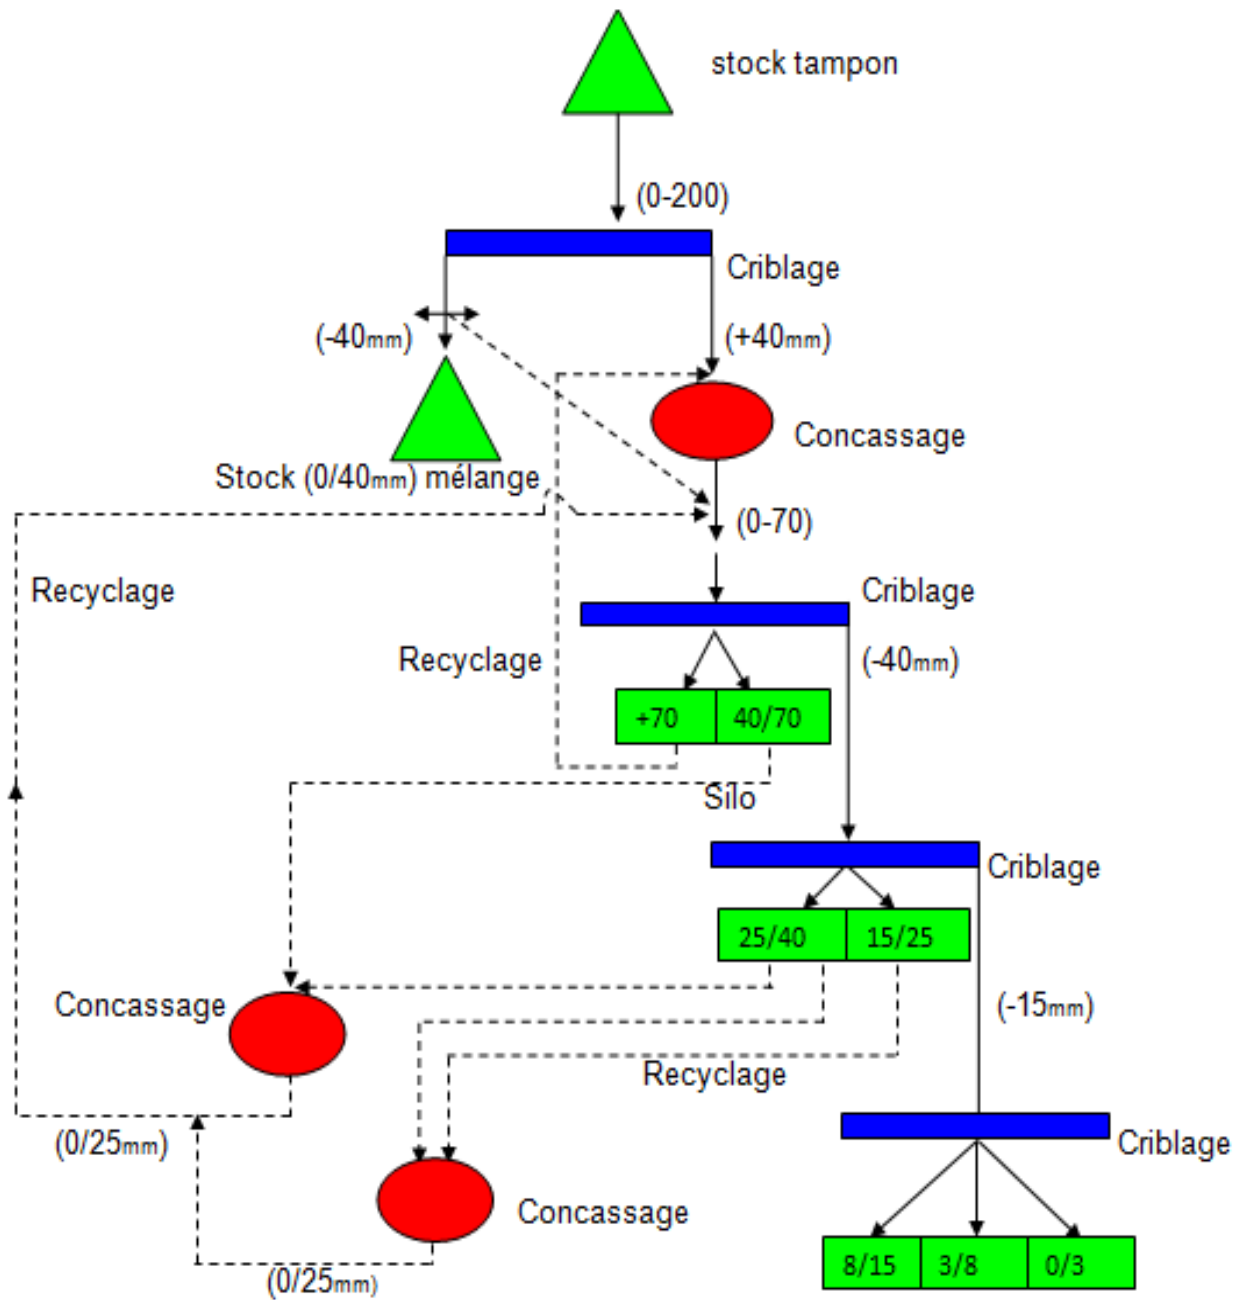 stock tampon
(0-200)
Criblage
(-40mm)
(+40mm)
Concassage
Stock (0/40mm) mélange
(0-70)
Recyclage
Criblage
Recyclage
(-40mm)
+70
40/70
Silo
Criblage
25/40
15/25
Concassage
(-15mm)
Recyclage
(0/25mm)
Criblage
Concassage
(0/25mm)
8/15
3/8
0/3